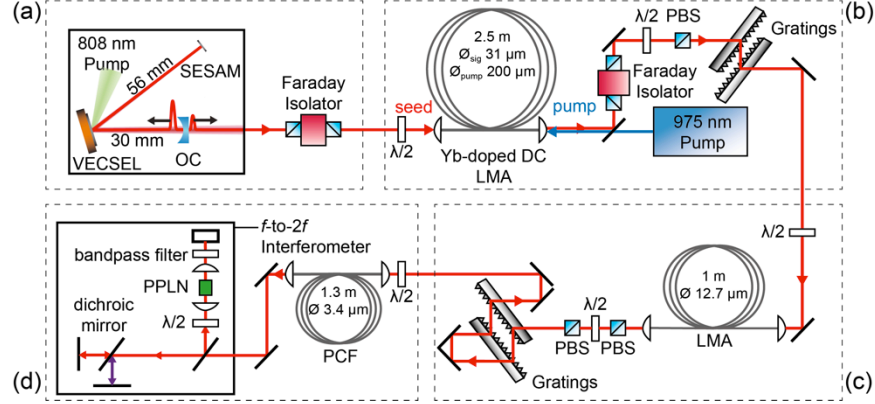 (a)
808 nm
Pump
56 mm
SESAM
30 mm
VECSEL
OC
Faraday
Isolator
λ/2
(b)
2.5 m
Ø sig 31 µm
Ø pump 200 µm
seed
pump
Yb-doped DC
LMA
λ/2 PBS
Faraday
Isolator
Gratings
975 nm
Pump
(c)
λ/2
1 m
Ø 12.7 µm
LMA
λ/2
PBS PBS
Gratings
(d)
f-to-2f
Interferometer
bandpass filter
PPLN
dichroic
mirror
λ/2
1.3 m
Ø 3.4 µm
PCF
λ/2